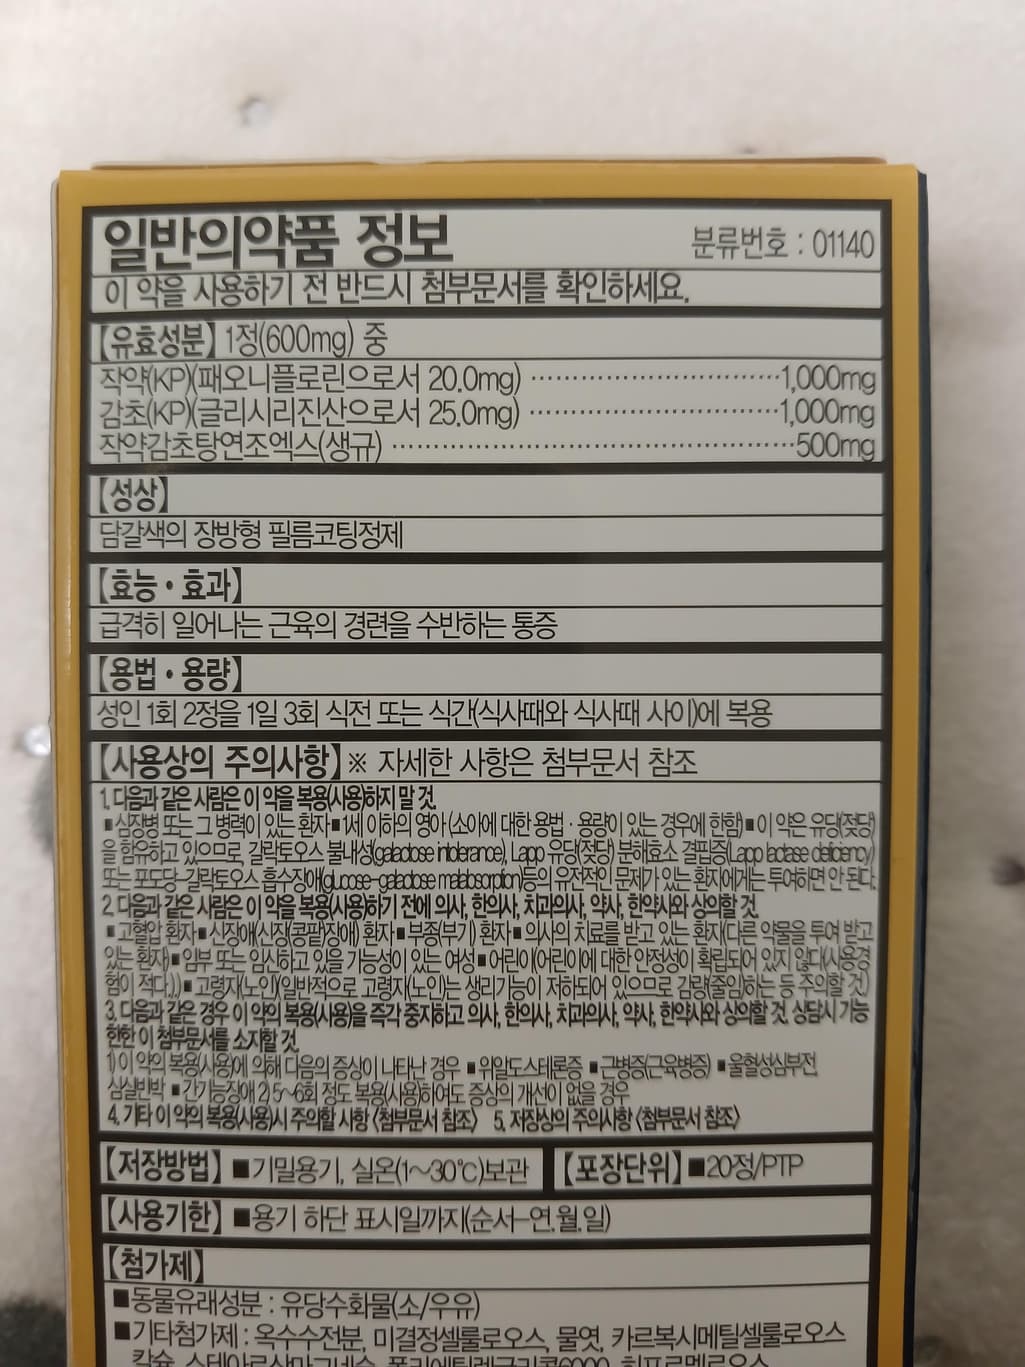 일반의약품 정보
분류번호 : 01140
이 약을 사용하기 전 반드시 첨부문서를 확인하세요.
【유효성분】 1정(600mg) 중
작약(KP)(패오니플로린으로서 20.0mg) ································1,000mg
감초(KP)(글리시리진산으로서 25.0mg) ································1,000mg
작약감초탕연조엑스(생규) ················································500mg
【성상】
담갈색의 장방형 필름코팅정제
【효능 • 효과】
급격히 일어나는 근육의 경련을 수반하는 통증
【용법 • 용량】
성인 1회 2정을 1일 3회 식전 또는 식간(식사때와 식사때 사이)에 복용
【사용상의 주의사항】 ※ 자세한 사항은 첨부문서 참조
1. 다음과 같은 사람은 이 약을 복용(사용)하지 말 것.
■ 심장병 또는 그 병력이 있는 환자 ■ 1세 이하의 영아 (소아에 대한 용법 · 용량이 있는 경우에 한함) ■ 이 약은 유당(젖당)
을 함유하고 있으므로, 갈락토오스 불내성(galactose intolerance), Lapp 유당(젖당) 분해효소 결핍증(Lapp lactase deficiency)
또는 포도당-갈락토오스 흡수장애(glucose-galactose malabsorption)등의 유전적인 문제가 있는 환자에게는 투여하면 안 된다.
2. 다음과 같은 사람은 이 약을 복용(사용)하기 전에 의사, 한의사, 치과의사, 약사, 한약사와 상의할 것.
■ 고혈압 환자 ■ 신장애(신장(콩팥)장애) 환자 ■ 부종(부기) 환자 ■ 의사의 치료를 받고 있는 환자(다른 약물을 투여 받고
있는 환자) ■ 임부 또는 임신하고 있을 가능성이 있는 여성 ■ 어린이(어린이에 대한 안정성이 확립되어 있지 않다(사용경
험이 적다.)) ■ 고령자(노인)(일반적으로 고령자(노인)는 생리기능이 저하되어 있으므로 감량(줄임)하는 등 주의할 것)
3. 다음과 같은 경우 이 약의 복용(사용)을 즉각 중지하고 의사, 한의사, 치과의사, 약사, 한약사와 상의할 것. 상담시 가능
한한 이 첨부문서를 소지할 것.
1) 이 약의 복용(사용)에 의해 다음의 증상이 나타난 경우 ■ 위알도스테론증 ■ 근병증(근육병증) ■ 울혈성심부전,
심실반박 ■ 간기능장애 2) 5~6회 정도 복용(사용)하여도 증상의 개선이 없을 경우
4. 기타 이 약의 복용(사용)시 주의할 사항 〈첨부문서 참조〉 5. 저장상의 주의사항 〈첨부문서 참조〉
【저장방법】 ■기밀용기, 실온(1~30℃)보관 【포장단위】 ■20정/PTP
【사용기한】 ■용기 하단 표시일까지(순서-연.월.일)
【첨가제】
■동물유래성분 : 유당수화물(소/우유)
■기타첨가제 : 옥수수전분, 미결정셀룰로오스, 물엿, 카르복시메틸셀룰로오스
칼슘, 스테아르산마그네슘, 폴리에틸렌글리콜6000, 히프로멜로오스,